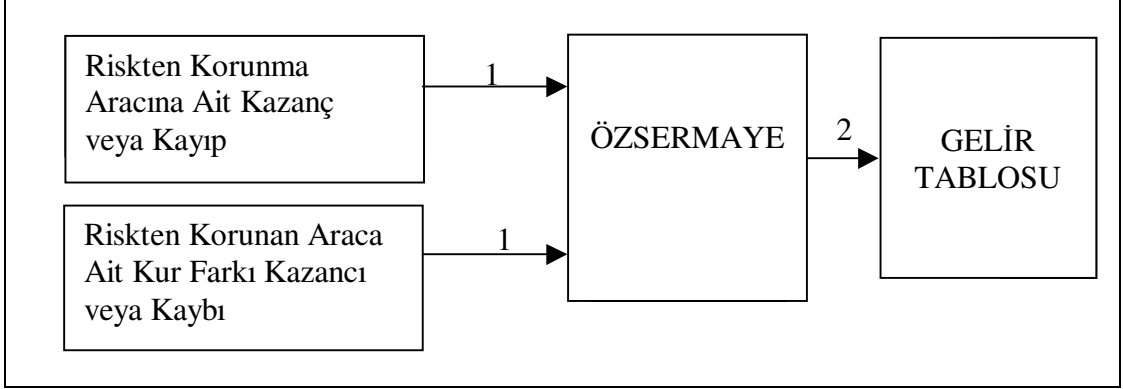 Riskten Korunma
Aracına Ait Kazanç
veya Kayıp
1
ÖZSERMAYE
2
GELİR
TABLOSU
Riskten Korunan Araca
Ait Kur Farkı Kazancı
veya Kaybı
1